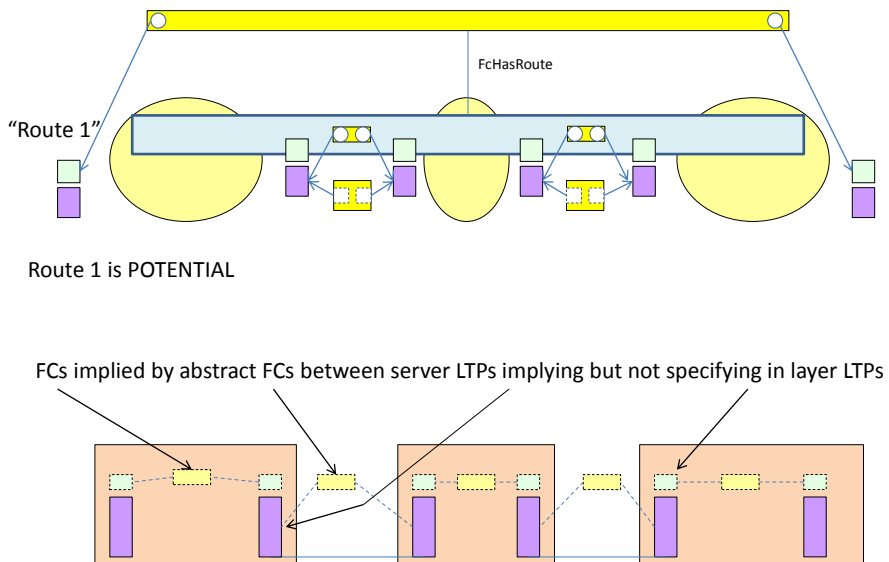 FcHasRoute
“Route 1”
Route 1 is POTENTIAL
FCs implied by abstract FCs between server LTPs implying but not specifying in layer LTPs